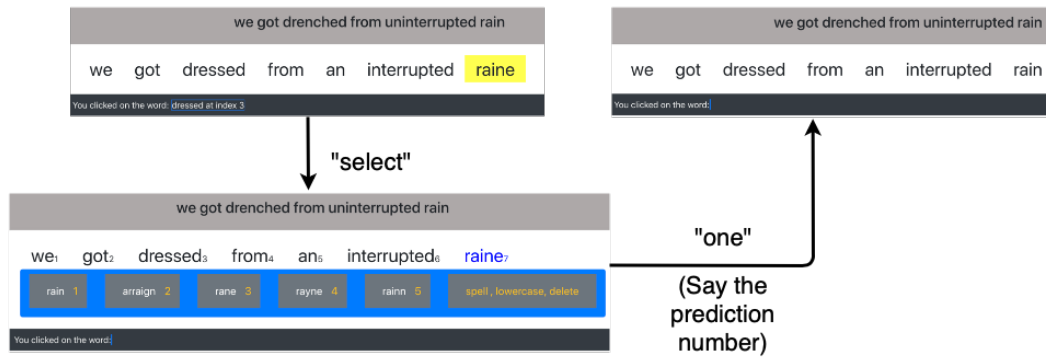 we got drenched from uninterrupted rain
we got dressed from an interrupted raine
You clicked on the word: dressed at index 3
"select"
we got drenched from uninterrupted rain
we1 got2 dressed3 from4 an5 interrupted6 raine7
rain 1 arraign 2 rane 3 rayne 4 rainn 5 spell , lowercase, delete
You clicked on the word:
"one"
(Say the
prediction
number)
we got drenched from uninterrupted rain
we got dressed from an interrupted rain
You clicked on the word: